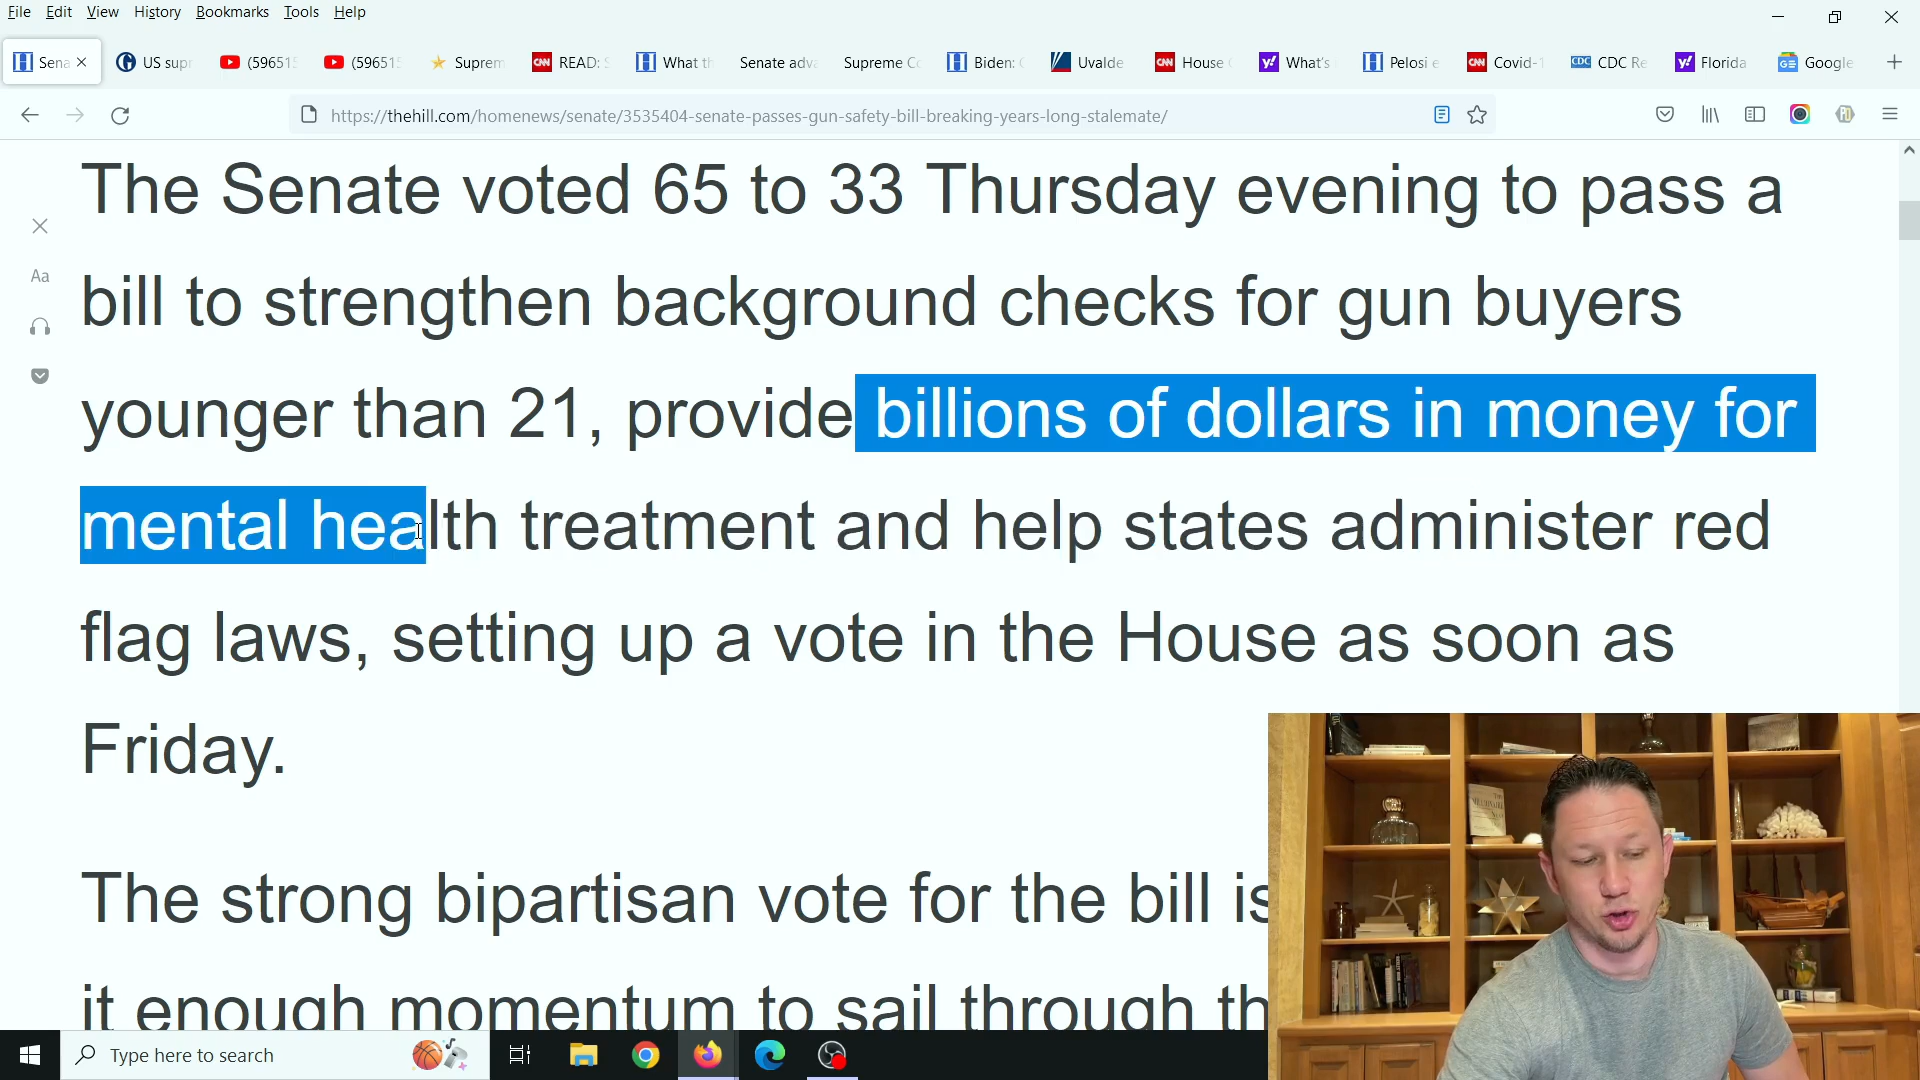 File Edit View History Bookmarks Tools Help
Sena US supr (59651 (59651 Suprem READ: What th Senate adva Supreme Co Biden: Uvalde House What's Pelosi e Covid-1 CDC Re Florida Google
https://thehill.com/homenews/senate/3535404-senate-passes-gun-safety-bill-breaking-years-long-stalemate/
The Senate voted 65 to 33 Thursday evening to pass a
Aa
bill to strengthen background checks for gun buyers
younger than 21, provide billions of dollars in money for
mental health treatment and help states administer red
flag laws, setting up a vote in the House as soon as
Friday.
The strong bipartisan vote for the bill is
it enough momentum to sail through th
Type here to search